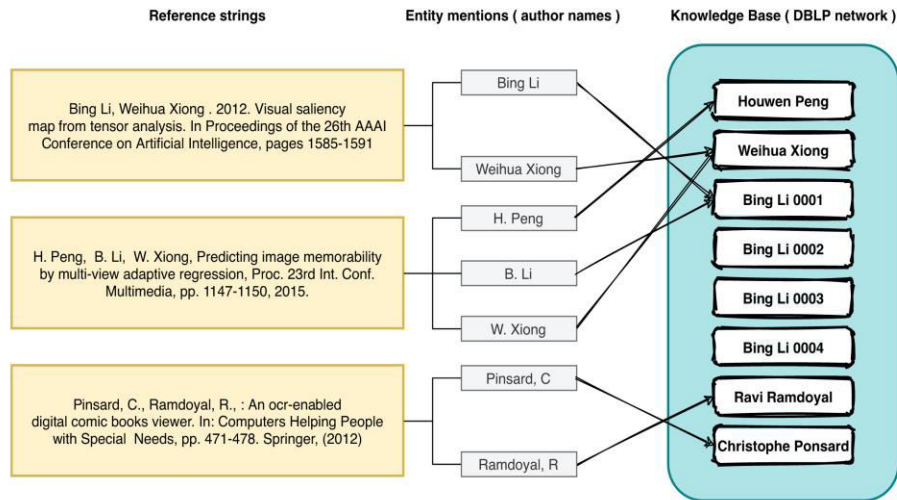 Reference strings
Entity mentions ( author names )
Knowledge Base ( DBLP network )
Bing Li, Weihua Xiong . 2012. Visual saliency
map from tensor analysis. In Proceedings of the 26th AAAI
Conference on Artificial Intelligence, pages 1585-1591
H. Peng, B. Li, W. Xiong, Predicting image memorability
by multi-view adaptive regression, Proc. 23rd Int. Conf.
Multimedia, pp. 1147-1150, 2015.
Pinsard, C., Ramdoyal, R., : An ocr-enabled
digital comic books viewer. In: Computers Helping People
with Special Needs, pp. 471-478. Springer, (2012)
Bing Li
Weihua Xiong
H. Peng
B. Li
W. Xiong
Pinsard, C
Ramdoyal, R
Houwen Peng
Weihua Xiong
Bing Li 0001
Bing Li 0002
Bing Li 0003
Bing Li 0004
Ravi Ramdoyal
Christophe Ponsard